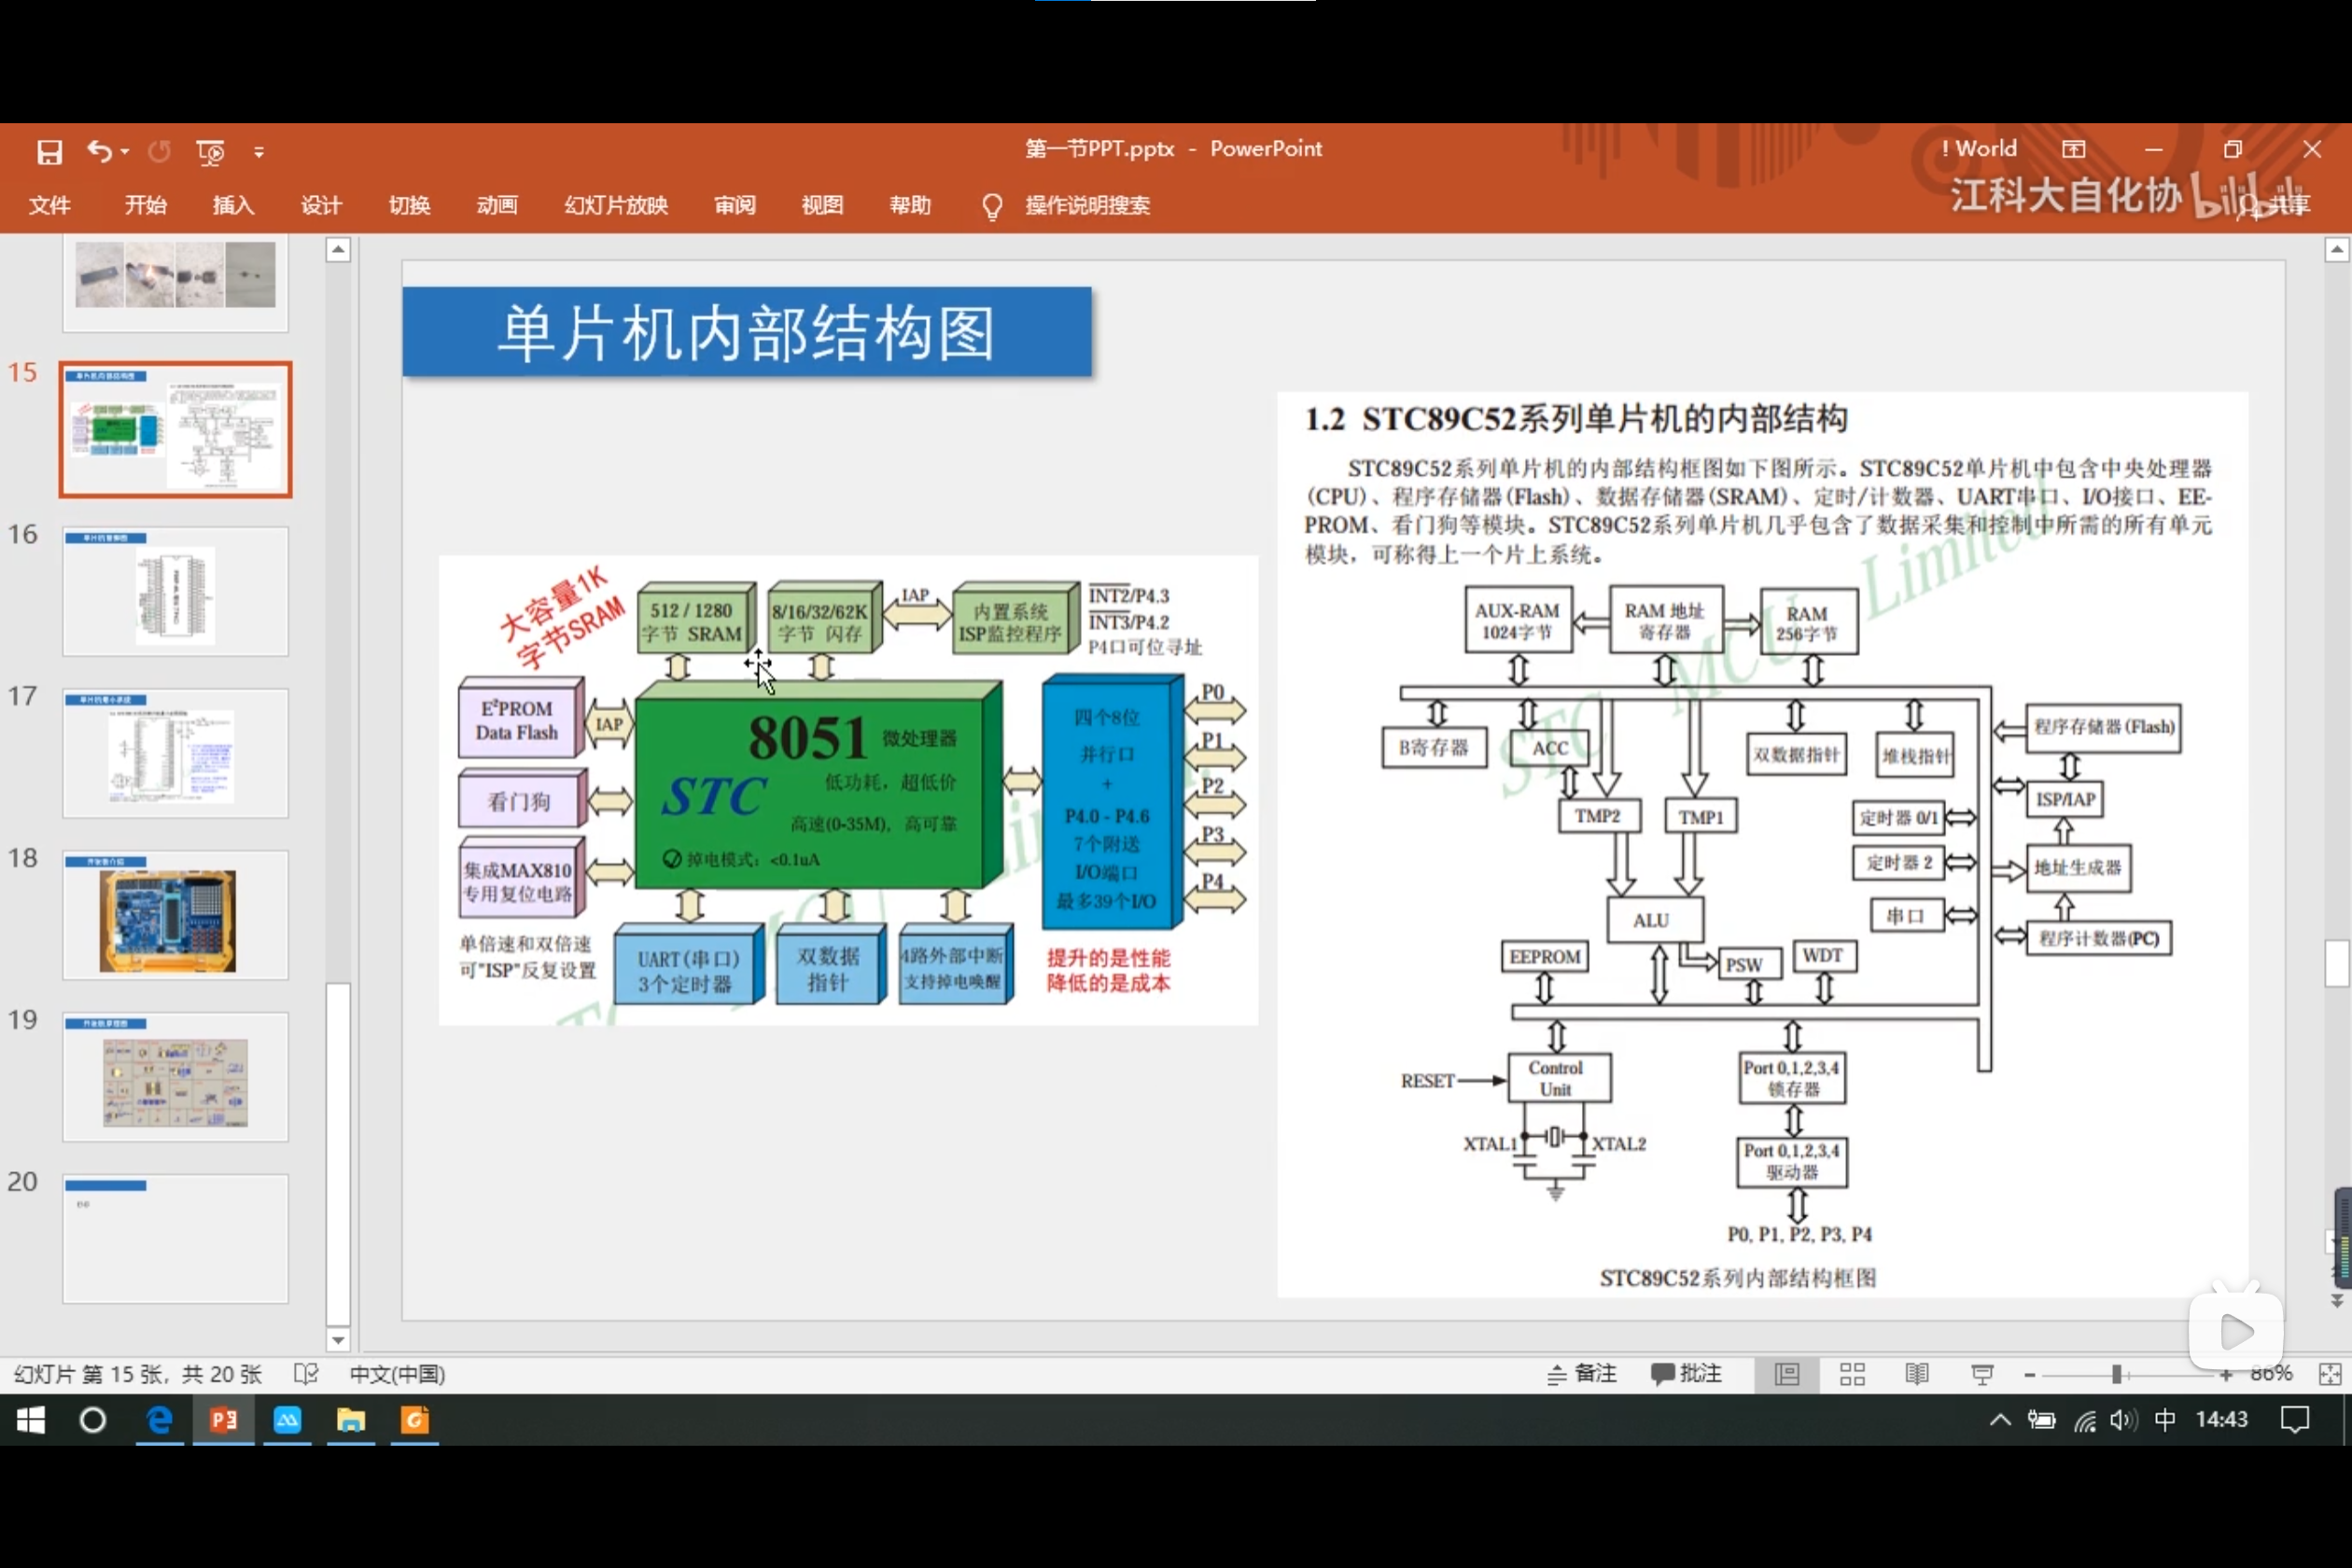 第一节PPT.pptx - PowerPoint
! World
文件 开始 插入 设计 切换 动画 幻灯片放映 审阅 视图 帮助 操作说明搜索
江科大自化协 bilibili
共享
15
16
17
18
19
20
单片机内部结构图
大容量1K
字节SRAM
512 / 1280
字节 SRAM
8/16/32/62K
字节 闪存
IAP
内置系统
ISP监控程序
INT2/P4.3
INT3/P4.2
P4口可位寻址
E²PROM
Data Flash
IAP
看门狗
集成MAX810
专用复位电路
单倍速和双倍速
可"ISP"反复设置
8051 微处理器
STC
低功耗，超低价
高速(0-35M)，高可靠
掉电模式：<0.1uA
四个8位
并行口
+
P4.0 - P4.6
7个附送
I/O端口
最多39个I/O
P0
P1
P2
P3
P4
UART(串口)
3个定时器
双数据
指针
4路外部中断
支持掉电唤醒
提升的是性能
降低的是成本
1.2 STC89C52系列单片机的内部结构
STC89C52系列单片机的内部结构框图如下图所示。STC89C52单片机中包含中央处理器
(CPU)、程序存储器(Flash)、数据存储器(SRAM)、定时/计数器、UART串口、I/O接口、EE-
PROM、看门狗等模块。STC89C52系列单片机几乎包含了数据采集和控制中所需的所有单元
模块，可称得上一个片上系统。
STC MCU Limited
AUX-RAM
1024字节
RAM 地址
寄存器
RAM
256字节
B寄存器
ACC
双数据指针
堆栈指针
程序存储器(Flash)
ISP/IAP
TMP2
TMP1
定时器 0/1
定时器 2
地址生成器
串口
程序计数器(PC)
ALU
EEPROM
PSW
WDT
RESET
Control
Unit
XTAL1
XTAL2
Port 0,1,2,3,4
锁存器
Port 0,1,2,3,4
驱动器
P0, P1, P2, P3, P4
STC89C52系列内部结构框图
幻灯片 第 15 张，共 20 张 中文(中国) 备注 批注 86%
中 14:43